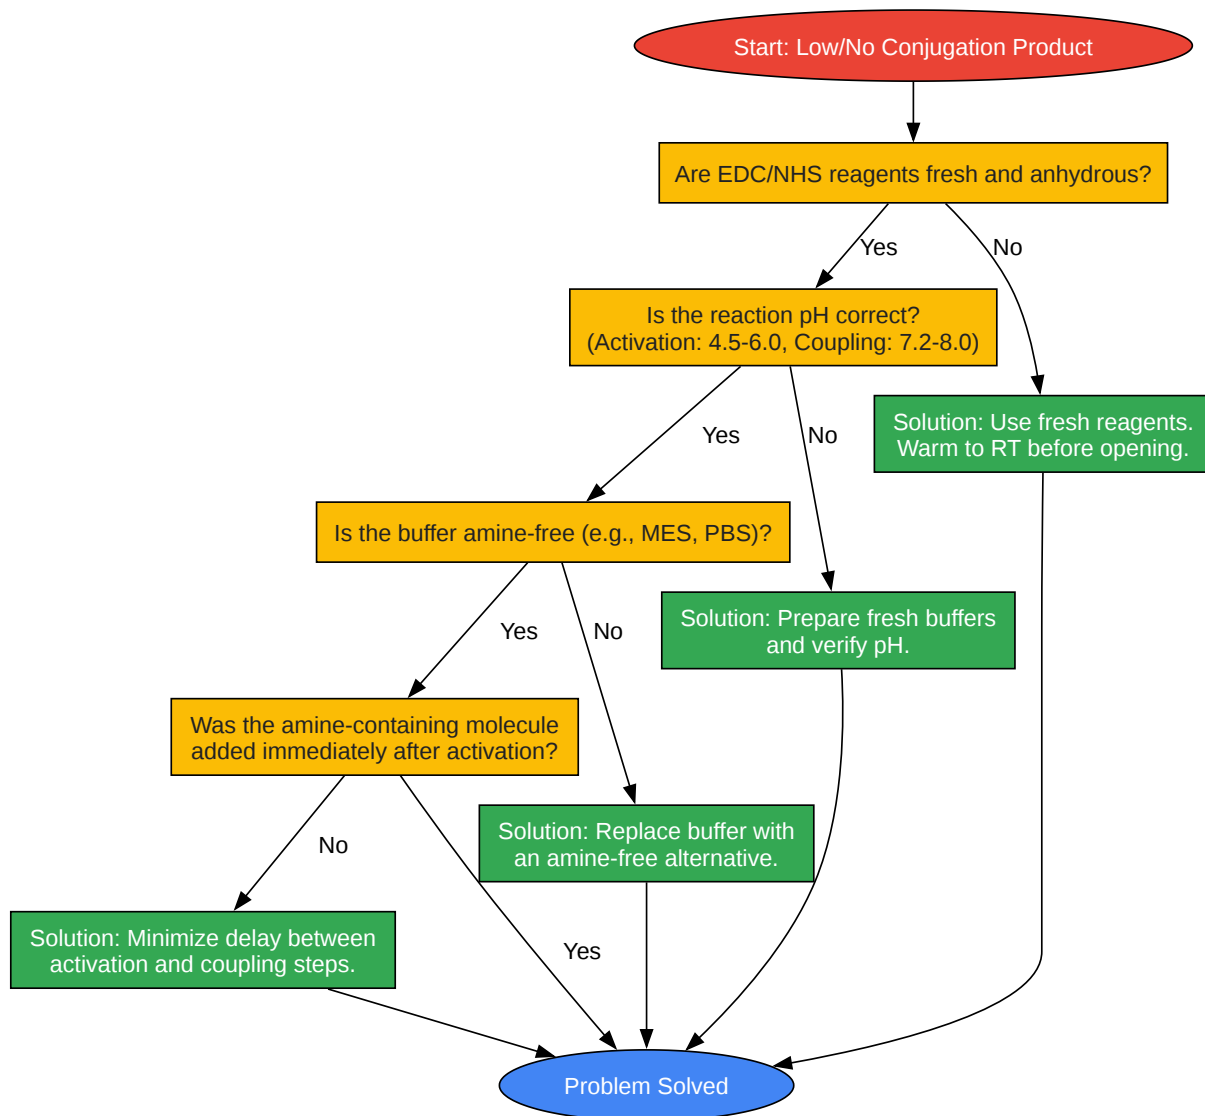 Start: Low/No Conjugation Product
Are EDC/NHS reagents fresh and anhydrous?
Yes
No
Is the reaction pH correct?
(Activation: 4.5-6.0, Coupling: 7.2-8.0)
Solution: Use fresh reagents.
Warm to RT before opening.
Yes
No
Is the buffer amine-free (e.g., MES, PBS)?
Solution: Prepare fresh buffers
and verify pH.
Yes
No
Was the amine-containing molecule
added immediately after activation?
Solution: Replace buffer with
an amine-free alternative.
No
Yes
Solution: Minimize delay between
activation and coupling steps.
Problem Solved